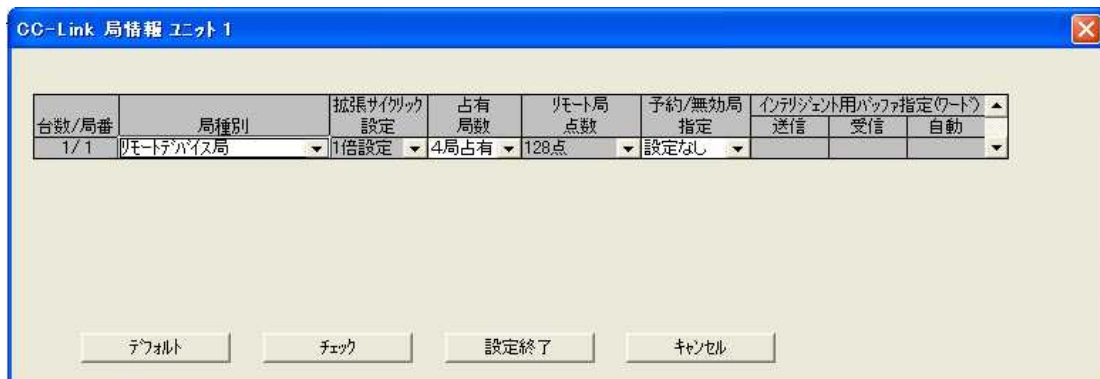 CC-Link 局情報 ユニット 1
台数/局番 局種別 拡張サイクリック設定 占有局数 リモート局点数 予約/無効局指定 インテリジェント用バッファ指定(ワード) 送信 受信 自動
1/ 1 リモートデバイス局 1倍設定 4局占有 128点 設定なし
デフォルト チェック 設定終了 キャンセル